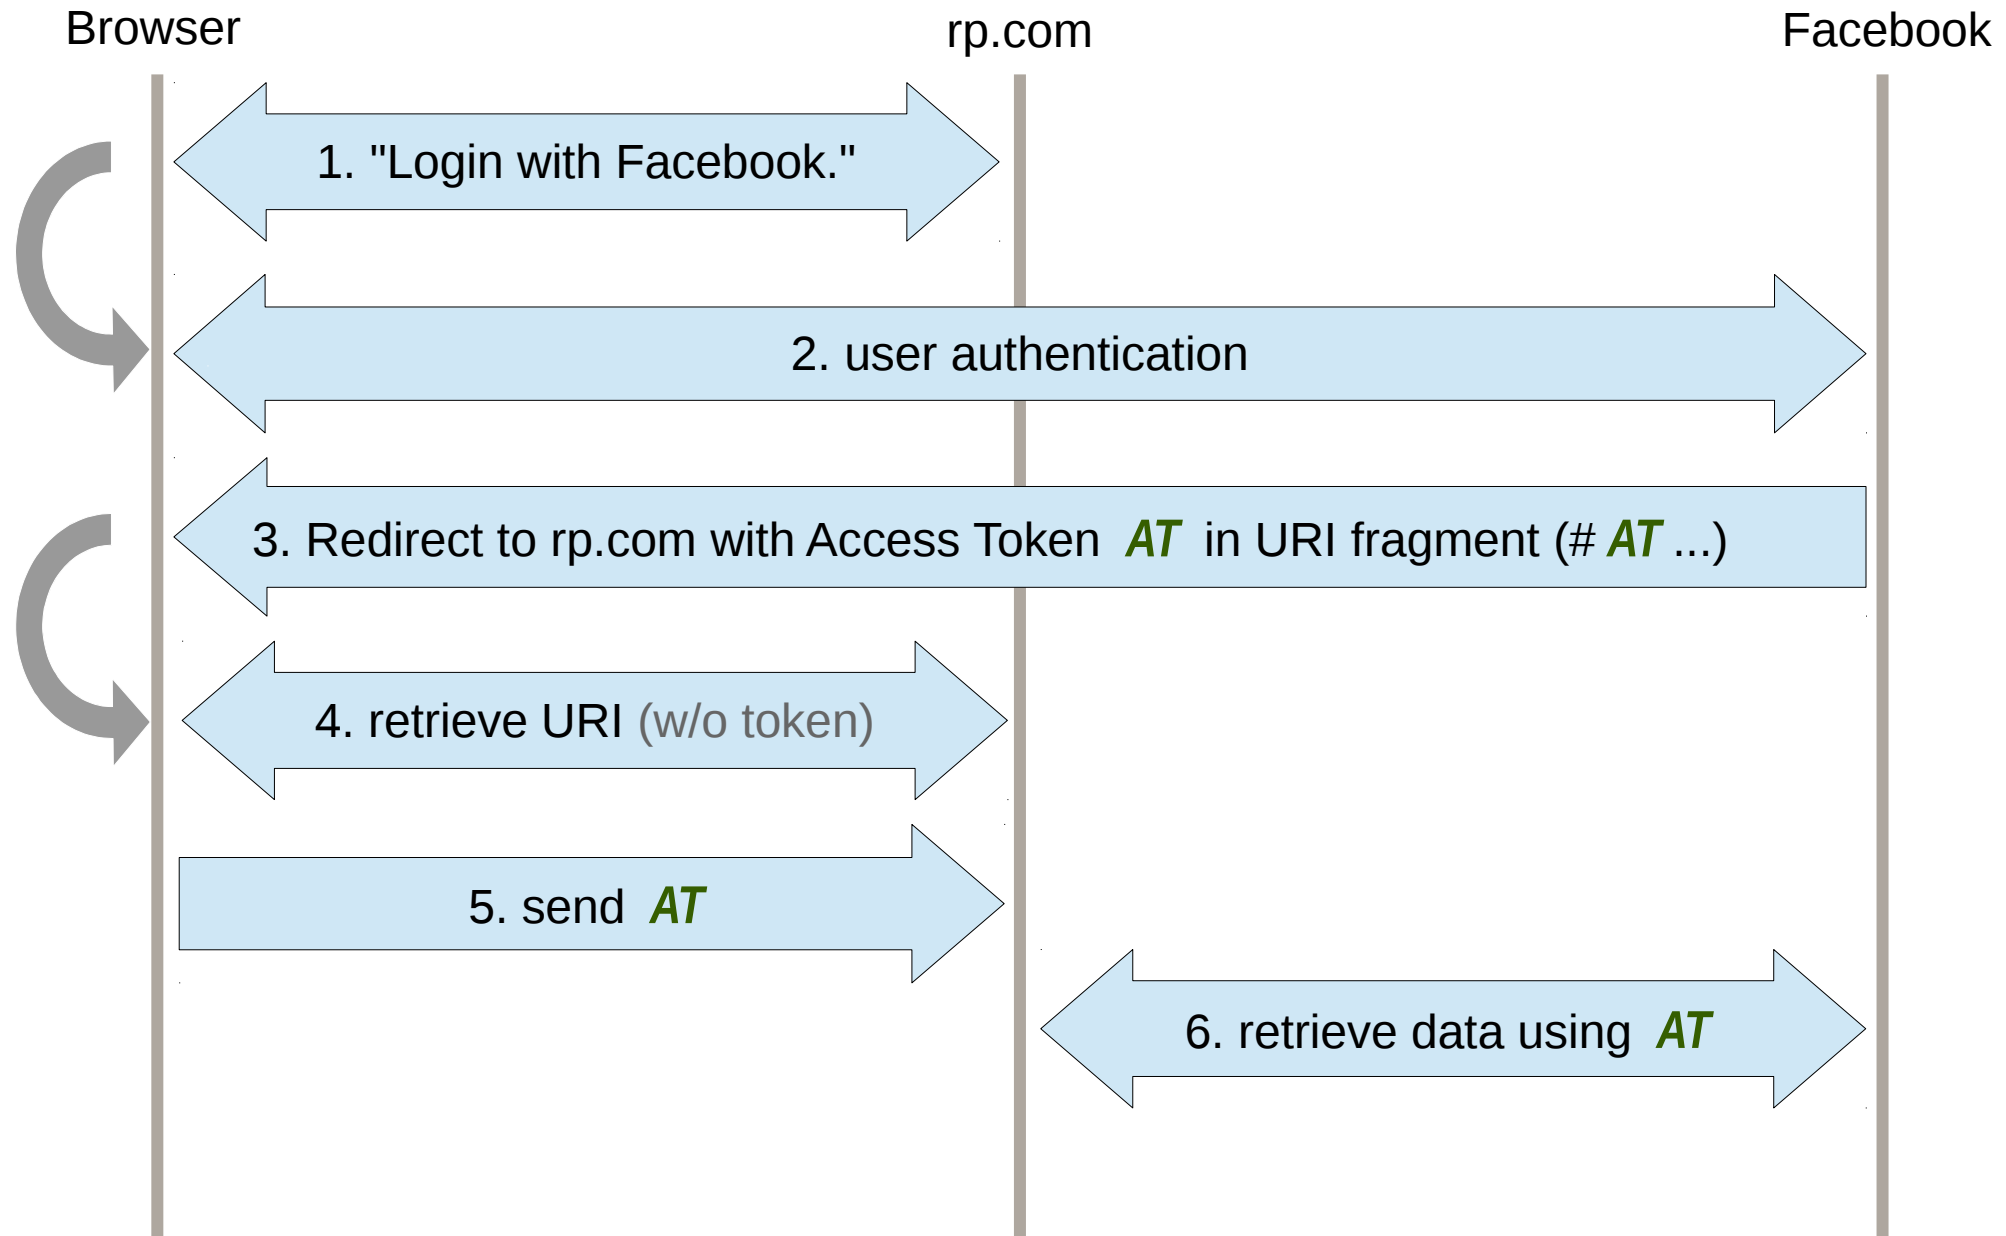 Browser
rp.com
Facebook
1. "Login with Facebook."
2. user authentication
3. Redirect to rp.com with Access Token AT in URI fragment (# AT ...)
4. retrieve URI (w/o token)
5. send AT
6. retrieve data using AT